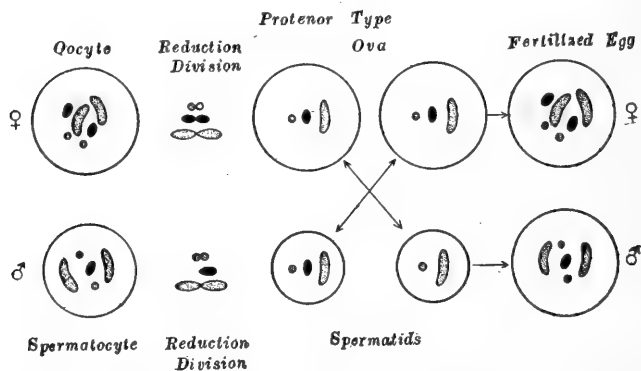 Protenor Type
Oocyte
Reduction
Division
Ova
Fertilized Egg
♀
♀
♂
♂
Spermatocyte
Reduction
Division
Spermatids